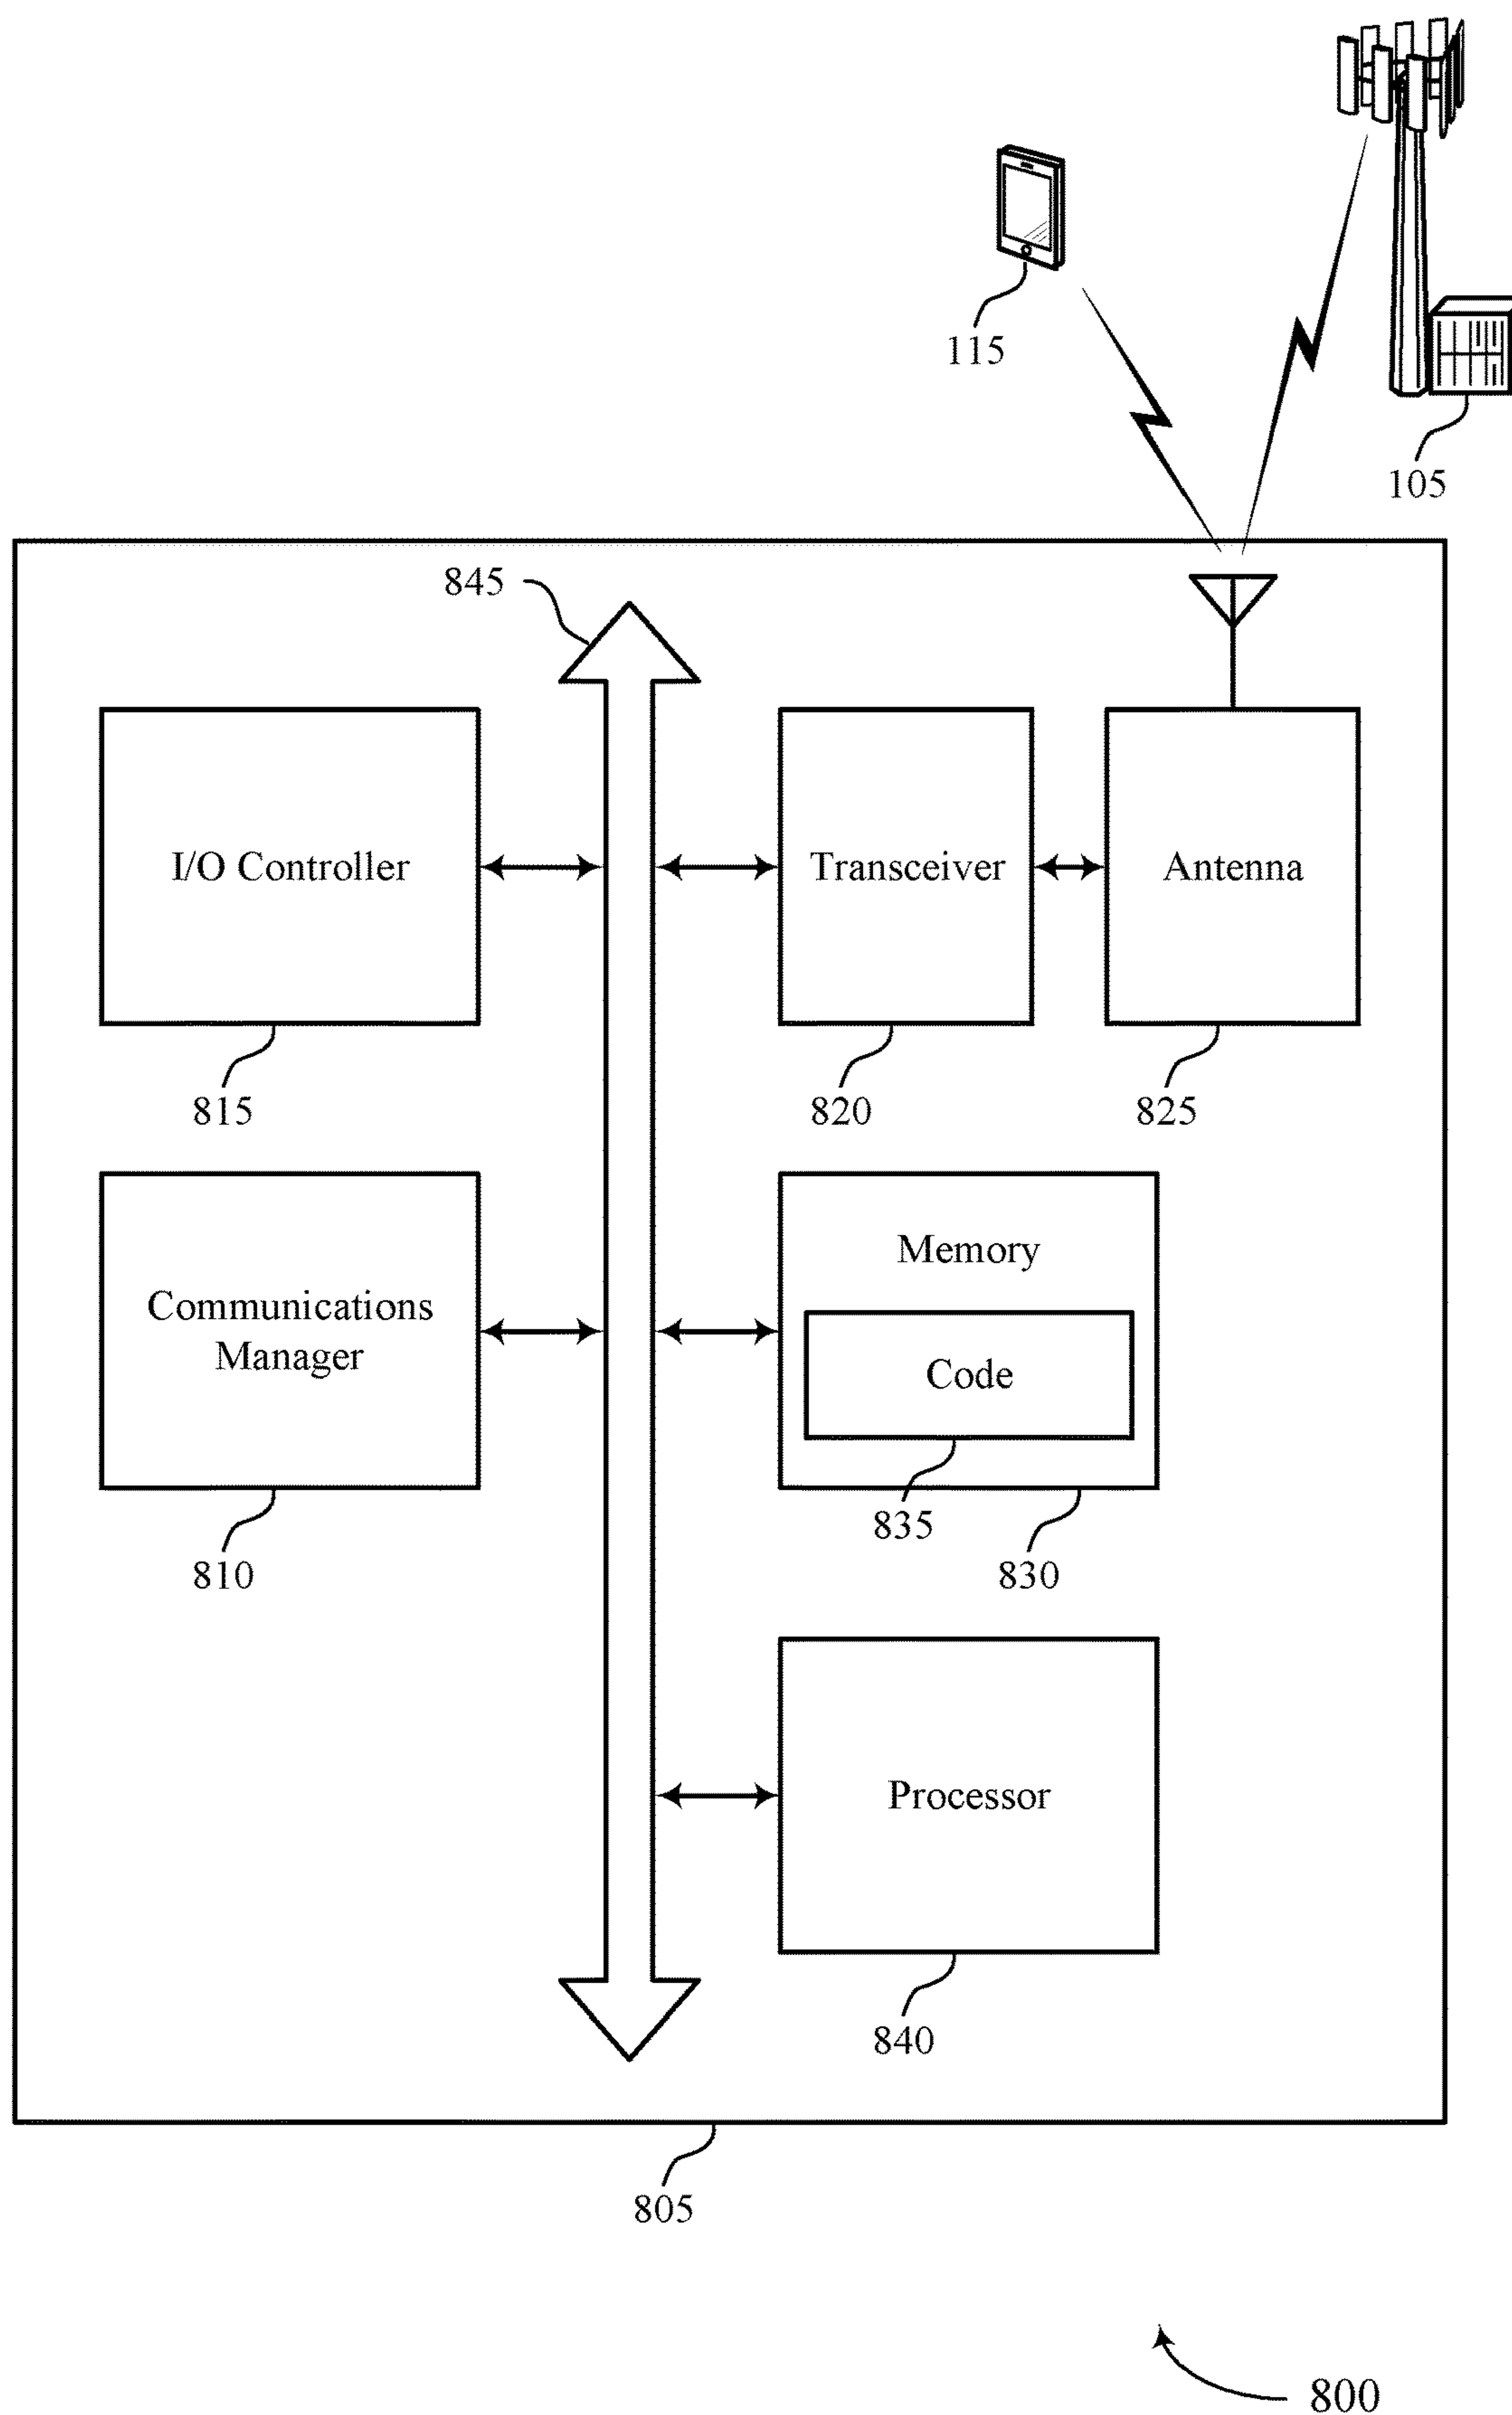 115
105
845
I/O Controller
Transceiver
Antenna
815
820
825
Communications
Manager
Memory
Code
835
810
830
Processor
840
805
800